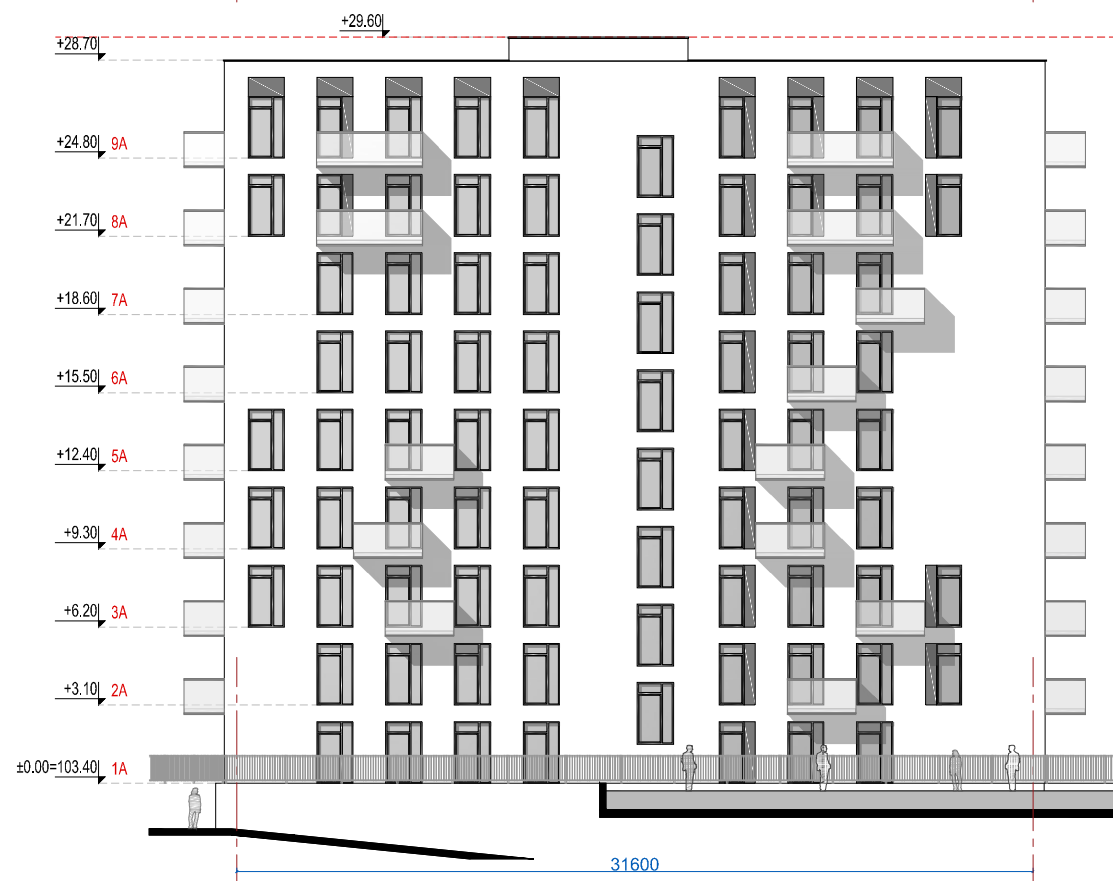 +29.60
+28.70
+24.80 9A
+21.70 8A
+18.60 7A
+15.50 6A
+12.40 5A
+9.30 4A
+6.20 3A
+3.10 2A
±0.00=103.40 1A
31600